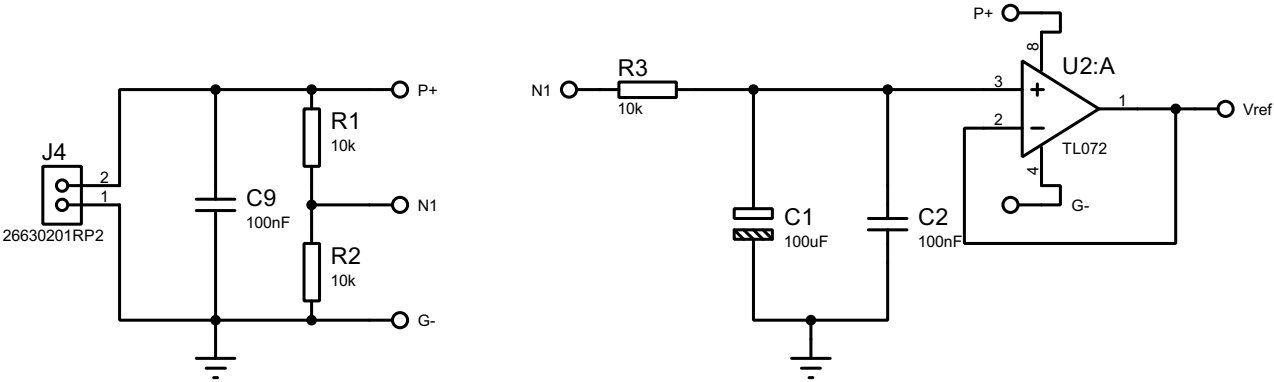 J4
2
1
26630201RP2
C9
100nF
R1
10k
R2
10k
P+
N1
G-
N1
R3
10k
C1
100uF
C2
100nF
P+
8
U2:A
3
+
2
−
1
TL072
4
G-
Vref